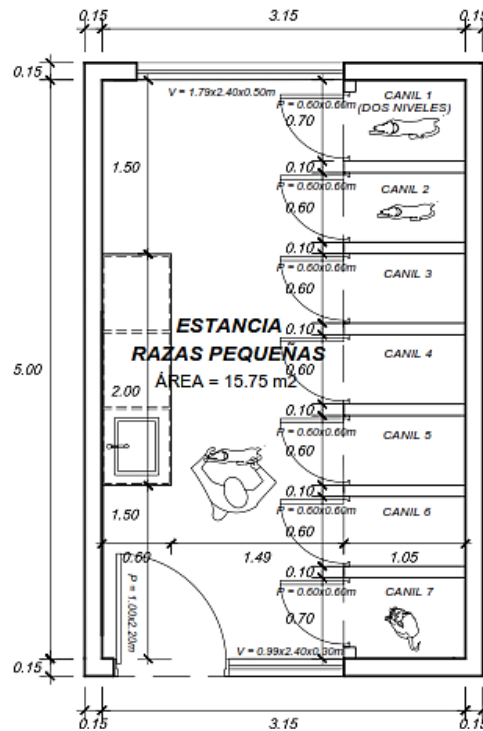 0.15 3.15 0.15
0.15
V = 1.79x2.40x0.50m
P = 0.60x0.60m
0.70
CANIL 1
(DOS NIVELES)
1.50
0.10
P = 0.60x0.60m
0.60
CANIL 2
0.10
P = 0.60x0.60m
0.60
CANIL 3
ESTANCIA
RAZAS PEQUEÑAS
ÁREA = 15.75 m2
0.10
P = 0.60x0.60m
0.60
CANIL 4
5.00
2.00
0.10
P = 0.60x0.60m
0.60
CANIL 5
1.50
0.10
P = 0.60x0.60m
0.60
CANIL 6
0.60 1.49 1.05
0.10
P = 0.60x0.60m
0.70
CANIL 7
P = 1.00x2.20m
V = 0.99x2.40x0.30m
0.15
0.15 3.15 0.15